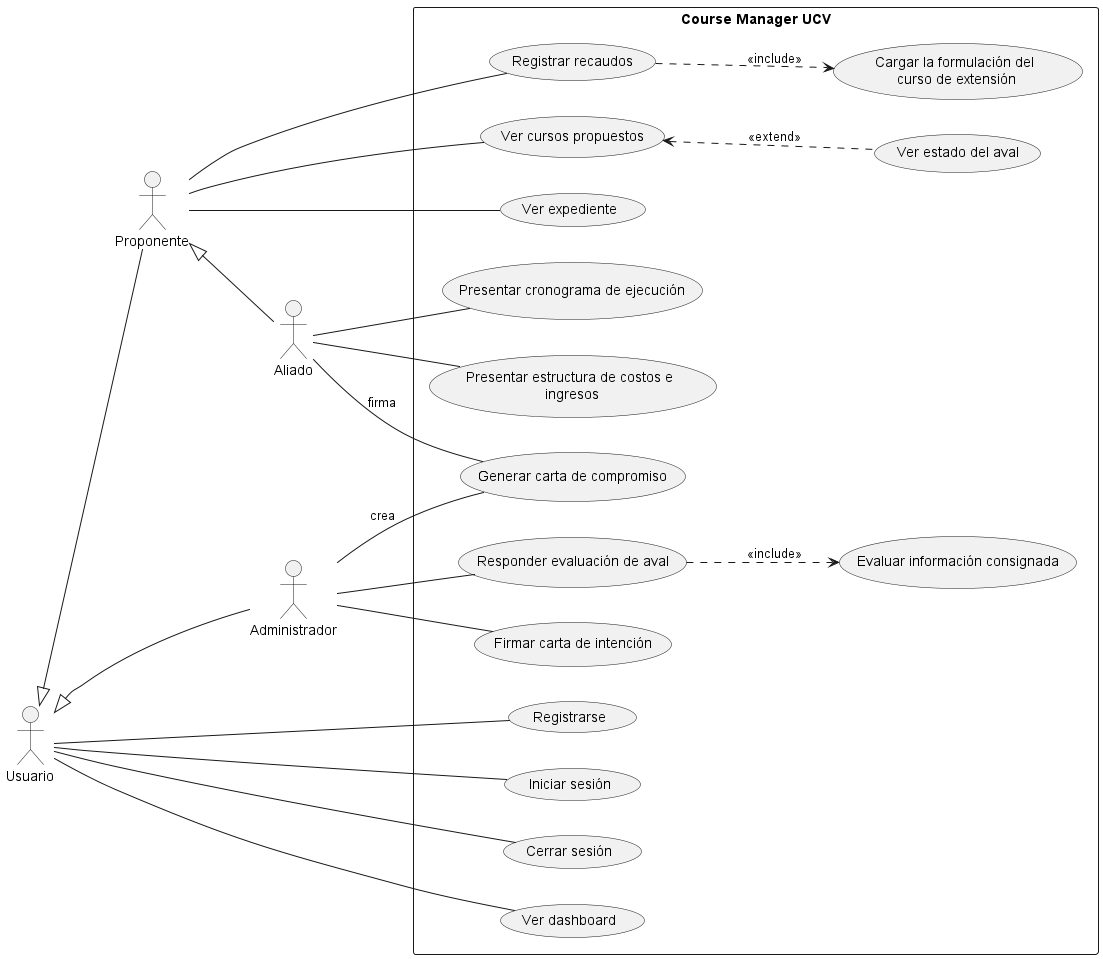 Course Manager UCV
Registrar recaudos
«include»
Cargar la formulación del
curso de extensión
Ver cursos propuestos
«extend»
Ver estado del aval
Ver expediente
Proponente
Presentar cronograma de ejecución
Aliado
Presentar estructura de costos e
ingresos
firma
Generar carta de compromiso
crea
Responder evaluación de aval
«include»
Evaluar información consignada
Administrador
Firmar carta de intención
Registrarse
Usuario
Iniciar sesión
Cerrar sesión
Ver dashboard